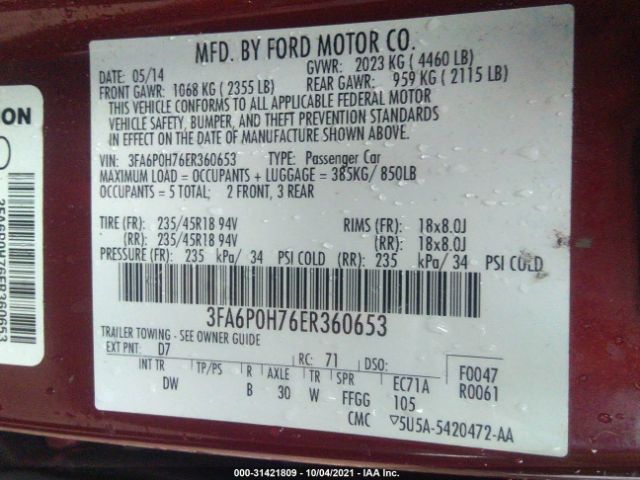 MFD. BY FORD MOTOR CO.
DATE: 05/14 GVWR: 2023 KG ( 4460 LB)
FRONT GAWR: 1068 KG ( 2355 LB) REAR GAWR: 959 KG ( 2115 LB)
THIS VEHICLE CONFORMS TO ALL APPLICABLE FEDERAL MOTOR
VEHICLE SAFETY, BUMPER, AND THEFT PREVENTION STANDARDS
IN EFFECT ON THE DATE OF MANUFACTURE SHOWN ABOVE.
VIN: 3FA6P0H76ER360653 TYPE: Passenger Car
MAXIMUM LOAD = OCCUPANTS + LUGGAGE = 385KG/ 850LB
OCCUPANTS = 5 TOTAL; 2 FRONT, 3 REAR
TIRE (FR): 235/45R18 94V RIMS (FR): 18x8.0J
(RR): 235/45R18 94V (RR): 18x8.0J
PRESSURE (FR): 235 kPa/ 34 PSI COLD (RR): 235 kPa/ 34 PSI COLD
3FA6P0H76ER360653
TRAILER TOWING - SEE OWNER GUIDE
EXT PNT: D7 RC: 71 DSO: F0047
INT TR TP/PS R AXLE TR SPR EC71A R0061
DW B 30 W FFGG 105
CMC ▽5U5A-5420472-AA
ON
3FA6P0H76ER360653
000-31421809 - 10/04/2021 - IAA Inc.